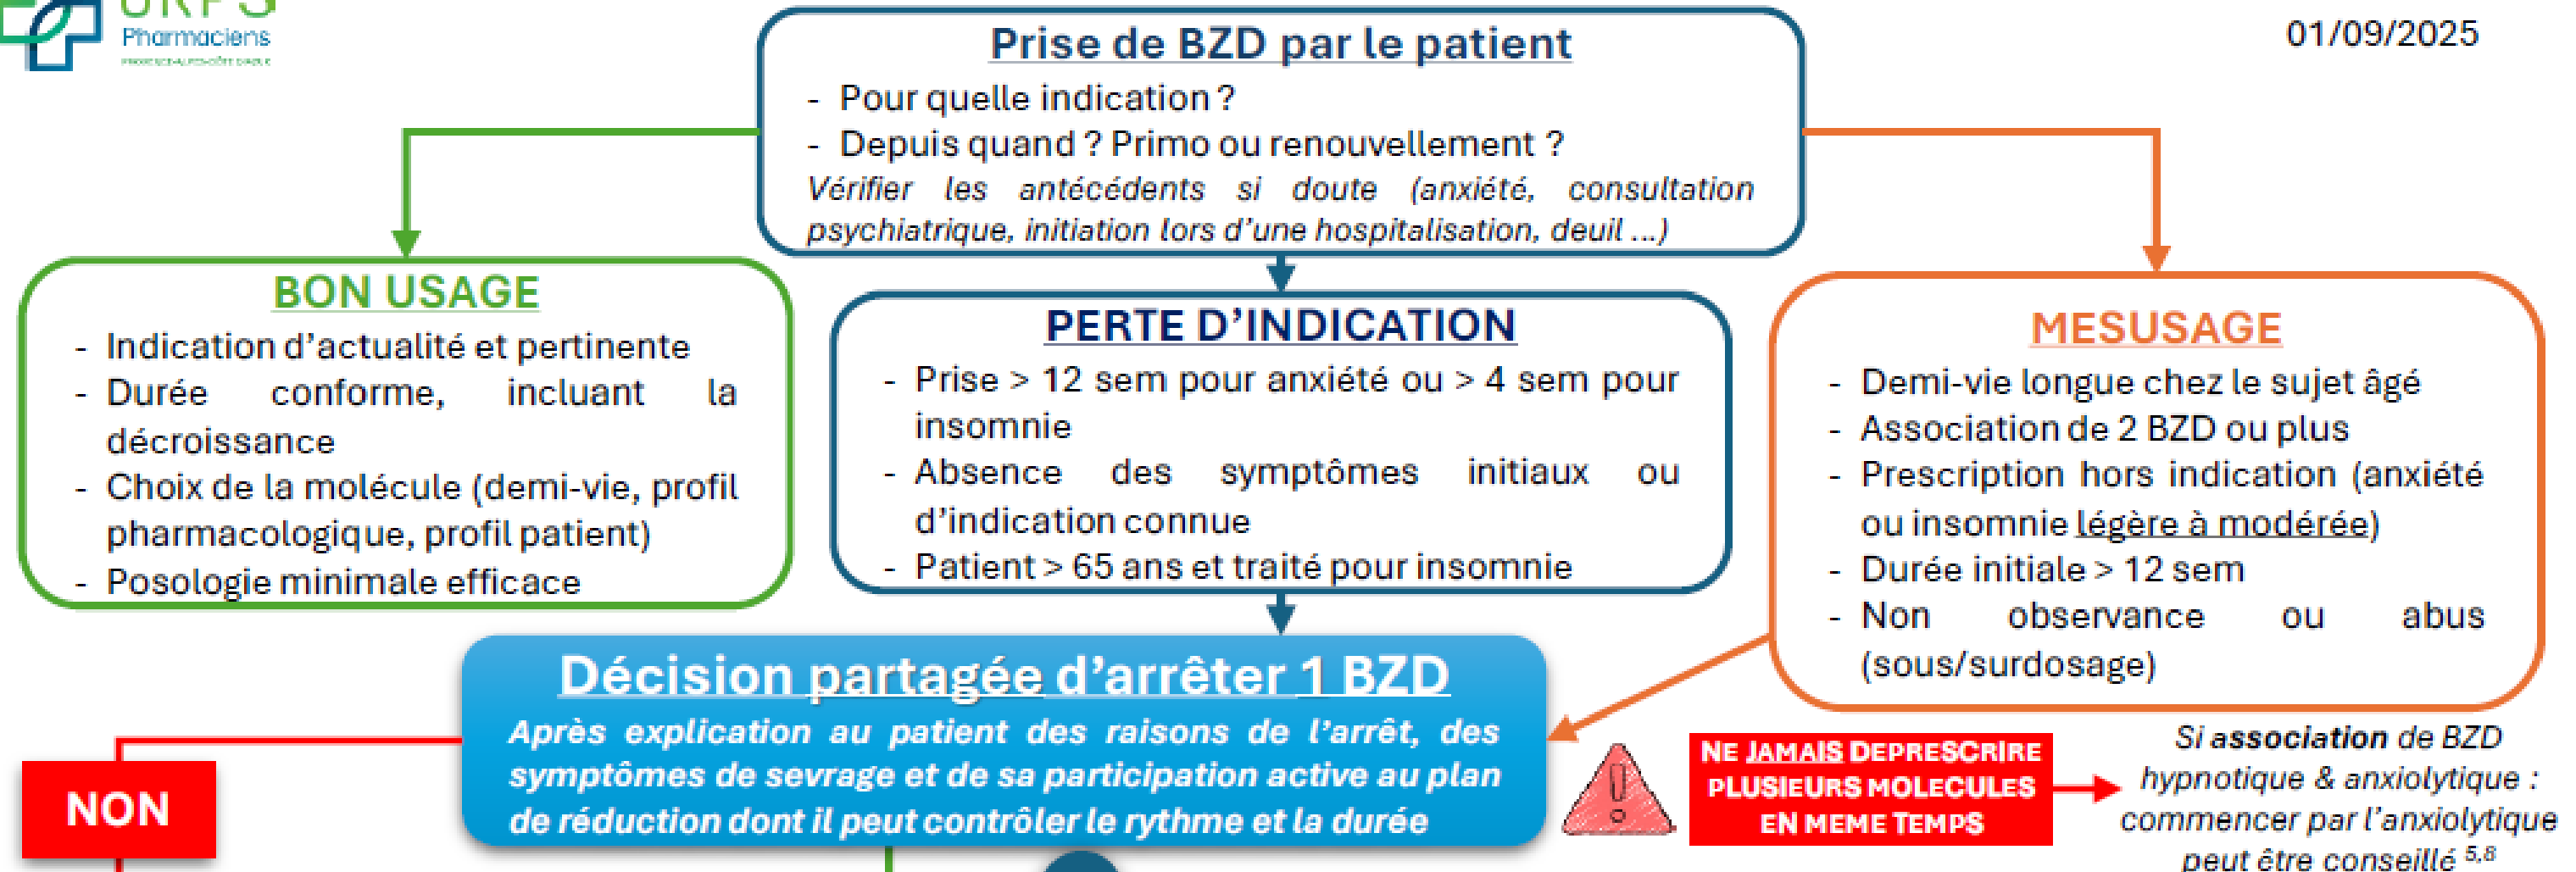 URPS
Pharmaciens
PROVENCE-ALPES-CÔTE D'AZUR
01/09/2025
Prise de BZD par le patient
- Pour quelle indication ?
- Depuis quand ? Primo ou renouvellement ?
Vérifier les antécédents si doute (anxiété, consultation
psychiatrique, initiation lors d'une hospitalisation, deuil ...)
BON USAGE
- Indication d'actualité et pertinente
- Durée conforme, incluant la
décroissance
- Choix de la molécule (demi-vie, profil
pharmacologique, profil patient)
- Posologie minimale efficace
PERTE D'INDICATION
- Prise > 12 sem pour anxiété ou > 4 sem pour
insomnie
- Absence des symptômes initiaux ou
d'indication connue
- Patient > 65 ans et traité pour insomnie
MESUSAGE
- Demi-vie longue chez le sujet âgé
- Association de 2 BZD ou plus
- Prescription hors indication (anxiété
ou insomnie légère à modérée)
- Durée initiale > 12 sem
- Non observance ou abus
(sous/surdosage)
Décision partagée d'arrêter 1 BZD
Après explication au patient des raisons de l'arrêt, des
symptômes de sevrage et de sa participation active au plan
de réduction dont il peut contrôler le rythme et la durée
NON
NE JAMAIS DEPRESCRIRE
PLUSIEURS MOLECULES
EN MEME TEMPS
Si association de BZD
hypnotique & anxiolytique :
commencer par l'anxiolytique
peut être conseillé 5,8